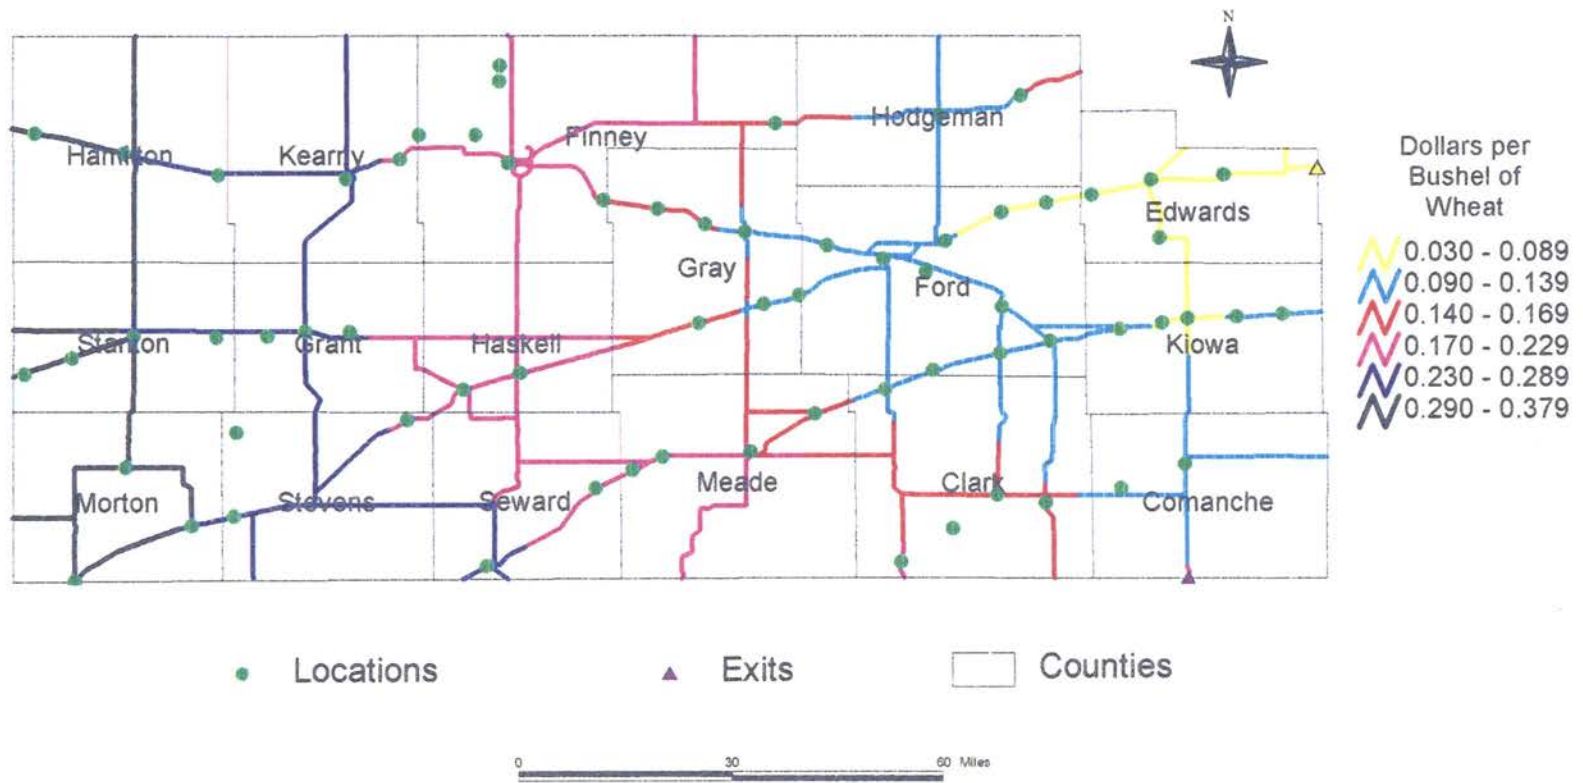 N
Hamilton
Kearny
Finney
Hodgeman
Edwards
Gray
Ford
Stanton
Grant
Haskell
Kiowa
Morton
Stevens
Seward
Meade
Clark
Comanche
Dollars per
Bushel of
Wheat
0.030 - 0.089
0.090 - 0.139
0.140 - 0.169
0.170 - 0.229
0.230 - 0.289
0.290 - 0.379
Locations
Exits
Counties
0 30 60 Miles